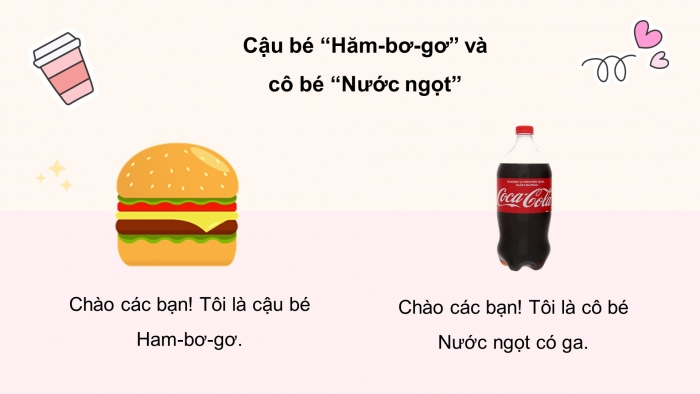 Cậu bé “Hăm-bơ-gơ” và
cô bé “Nước ngọt”
Coca-Cola
Chào các bạn! Tôi là cậu bé
Ham-bơ-gơ.
Chào các bạn! Tôi là cô bé
Nước ngọt có ga.